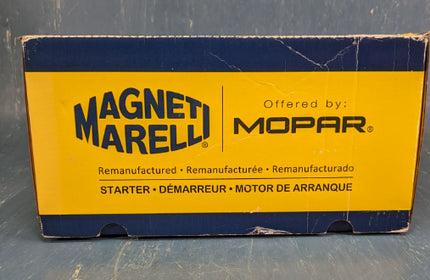 MAGNETI
MARELLI®
Offered by:
MOPAR®
Remanufactured • Remanufacturée • Remanufacturado
STARTER • DÉMARREUR • MOTOR DE ARRANQUE